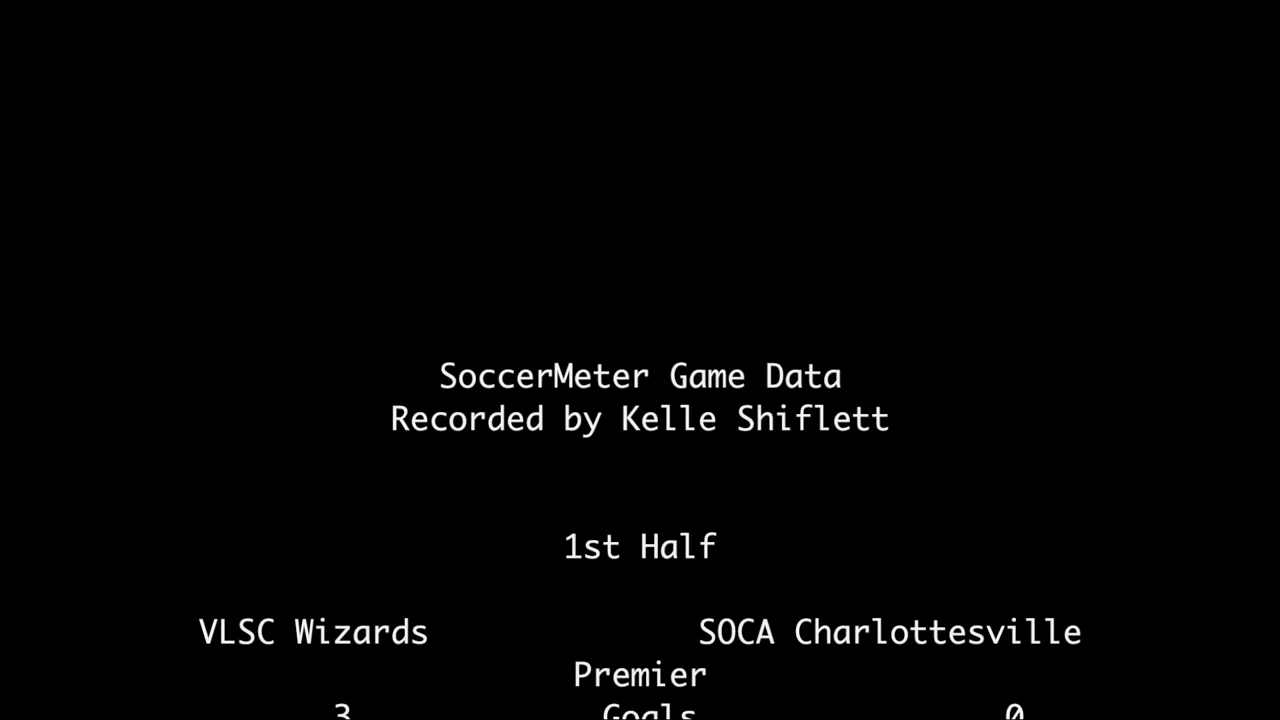 SoccerMeter Game Data
Recorded by Kelle Shiflett
1st Half
VLSC Wizards SOCA Charlottesville
Premier
3 Goals 0